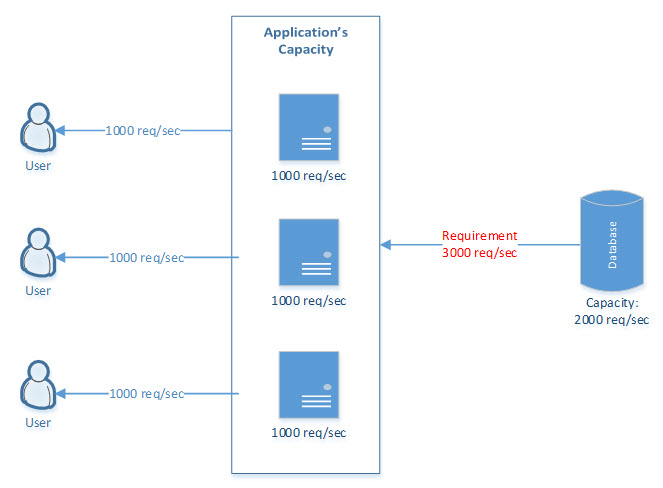 Application's
Capacity
1000 req/sec
User
1000 req/sec
1000 req/sec
User
1000 req/sec
Requirement
3000 req/sec
Database
Capacity:
2000 req/sec
1000 req/sec
User
1000 req/sec